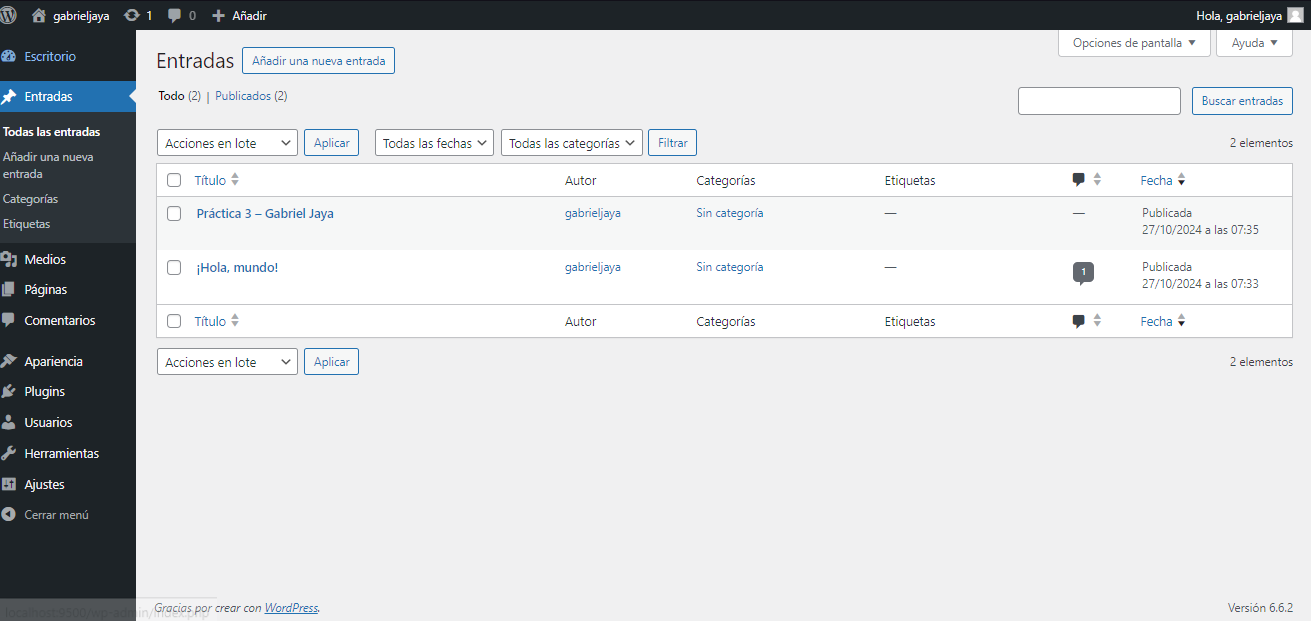 gabrieljaya 1 0 Añadir Hola, gabrieljaya
Escritorio
Entradas
Todas las entradas
Añadir una nueva
entrada
Categorías
Etiquetas
Medios
Páginas
Comentarios
Apariencia
Plugins
Usuarios
Herramientas
Ajustes
Cerrar menú
Opciones de pantalla Ayuda
Entradas Añadir una nueva entrada
Todo (2) | Publicados (2)
Buscar entradas
Acciones en lote Aplicar Todas las fechas Todas las categorías Filtrar 2 elementos
Título Autor Categorías Etiquetas Fecha
Práctica 3 – Gabriel Jaya gabrieljaya Sin categoría — — Publicada
27/10/2024 a las 07:35
¡Hola, mundo! gabrieljaya Sin categoría — 1 Publicada
27/10/2024 a las 07:33
Título Autor Categorías Etiquetas Fecha
Acciones en lote Aplicar 2 elementos
Gracias por crear con WordPress. Versión 6.6.2
localhost:9500/wp-admin/index.php